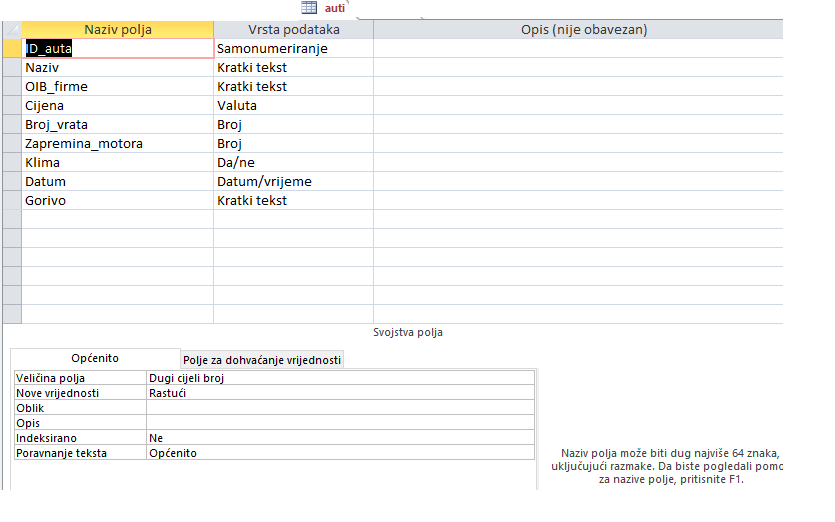 auti
Naziv polja Vrsta podataka Opis (nije obavezan)
ID_auta Samonumeriranje
Naziv Kratki tekst
OIB_firme Kratki tekst
Cijena Valuta
Broj_vrata Broj
Zapremina_motora Broj
Klima Da/ne
Datum Datum/vrijeme
Gorivo Kratki tekst
Svojstva polja
Općenito Polje za dohvaćanje vrijednosti
Veličina polja Dugi cijeli broj
Nove vrijednosti Rastući
Oblik
Opis
Indeksirano Ne
Poravnanje teksta Općenito
Naziv polja može biti dug najviše 64 znaka,
uključujući razmake. Da biste pogledali pomo
za nazive polje, pritisnite F1.